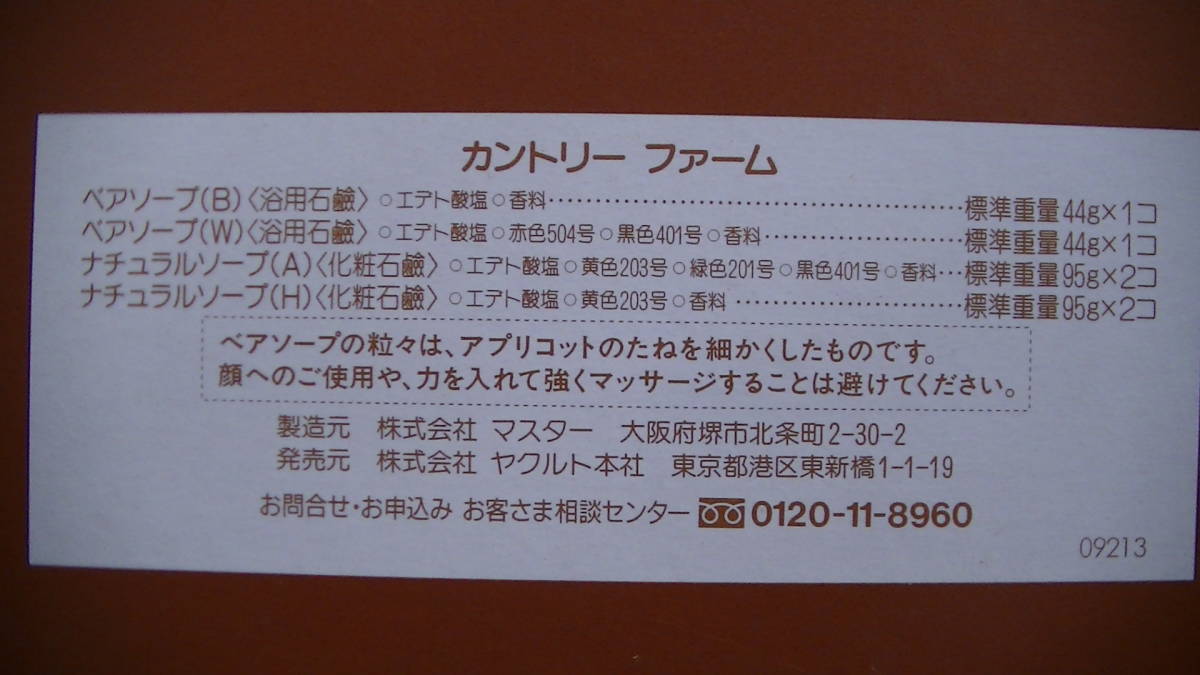 カントリー ファーム
ベアソープ(B)〈浴用石鹼〉○エデト酸塩○香料……………………………………標準重量44g×1コ
ベアソープ(W)〈浴用石鹼〉○エデト酸塩○赤色504号○黒色401号○香料…………………標準重量44g×1コ
ナチュラルソープ(A)〈化粧石鹼〉○エデト酸塩○黄色203号○緑色201号○黒色401号○香料…標準重量95g×2コ
ナチュラルソープ(H)〈化粧石鹼〉○エデト酸塩○黄色203号○香料……………………標準重量95g×2コ
ベアソープの粒々は、アプリコットのたねを細かくしたものです。
顔へのご使用や、力を入れて強くマッサージすることは避けてください。
製造元 株式会社 マスター 大阪府堺市北条町2-30-2
発売元 株式会社 ヤクルト本社 東京都港区東新橋1-1-19
お問合せ・お申込み お客さま相談センター 0120-11-8960
09213